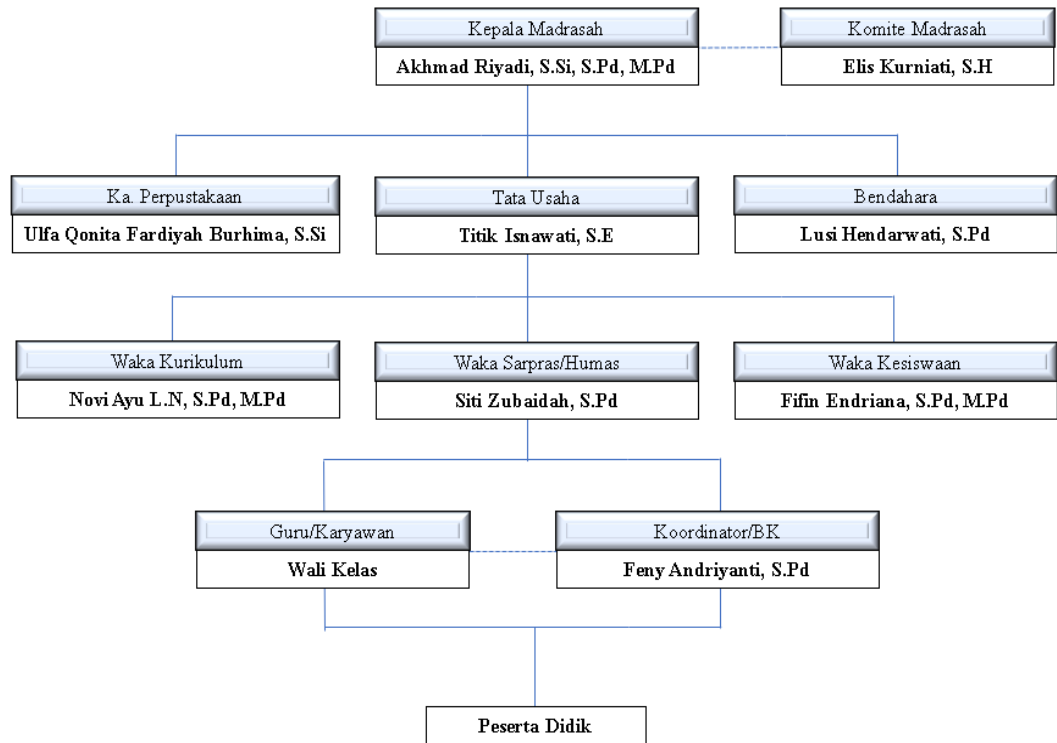 Kepala Madrasah
Komite Madrasah
Akhmad Riyadi, S.Si, S.Pd, M.Pd
Elis Kurniati, S.H
Ka. Perpustakaan
Tata Usaha
Bendahara
Ulfa Qonita Fardiyah Burhima, S.Si
Titik Isnawati, S.E
Lusi Hendarwati, S.Pd
Waka Kurikulum
Waka Sarpras/Humas
Waka Kesiswaan
Novi Ayu L.N, S.Pd, M.Pd
Siti Zubaidah, S.Pd
Fifin Endriana, S.Pd, M.Pd
Guru/Karyawan
Koordinator/BK
Wali Kelas
Feny Andriyanti, S.Pd
Peserta Didik